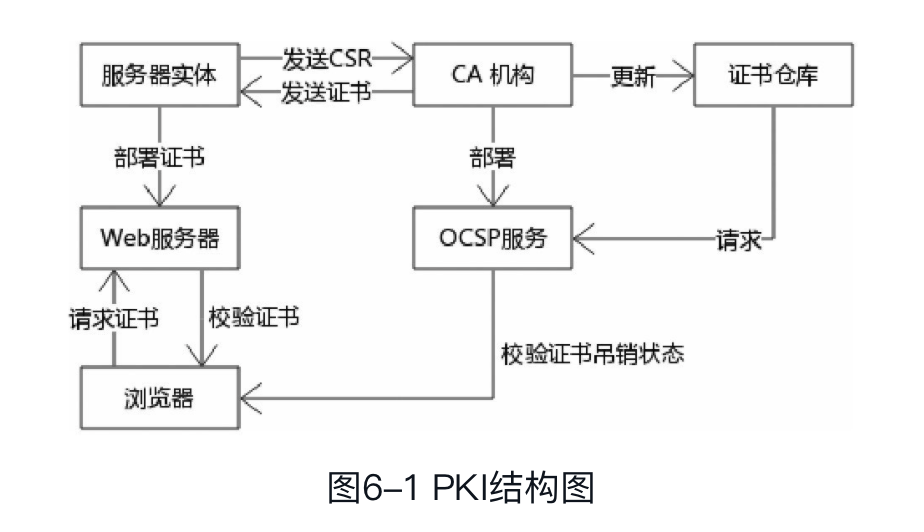 服务器实体
发送CSR
发送证书
CA 机构
更新
证书仓库
部署证书
部署
Web服务器
OCSP服务
请求
请求证书
校验证书
校验证书吊销状态
浏览器
图6–1 PKI结构图